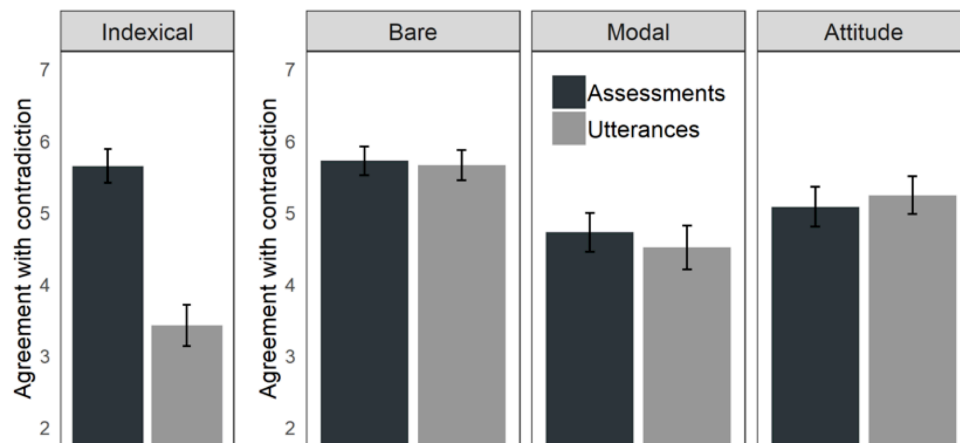 Indexical
Bare
Modal
Attitude
Agreement with contradiction
7
6
5
4
3
2
Agreement with contradiction
7
6
5
4
3
2
Assessments
Utterances